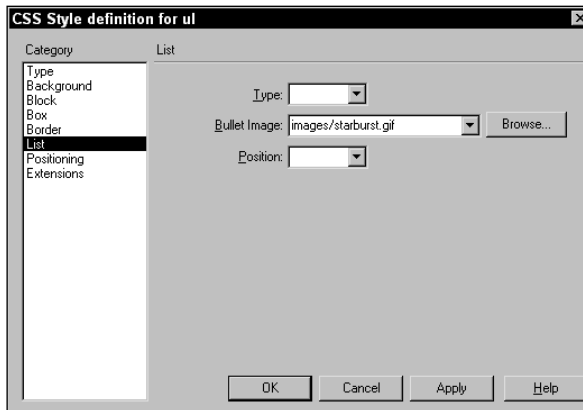 CSS Style definition for ul
Category
List
Type
Background
Block
Box
Border
List
Positioning
Extensions
Type:
Bullet Image: images/starburst.gif Browse...
Position:
OK Cancel Apply Help